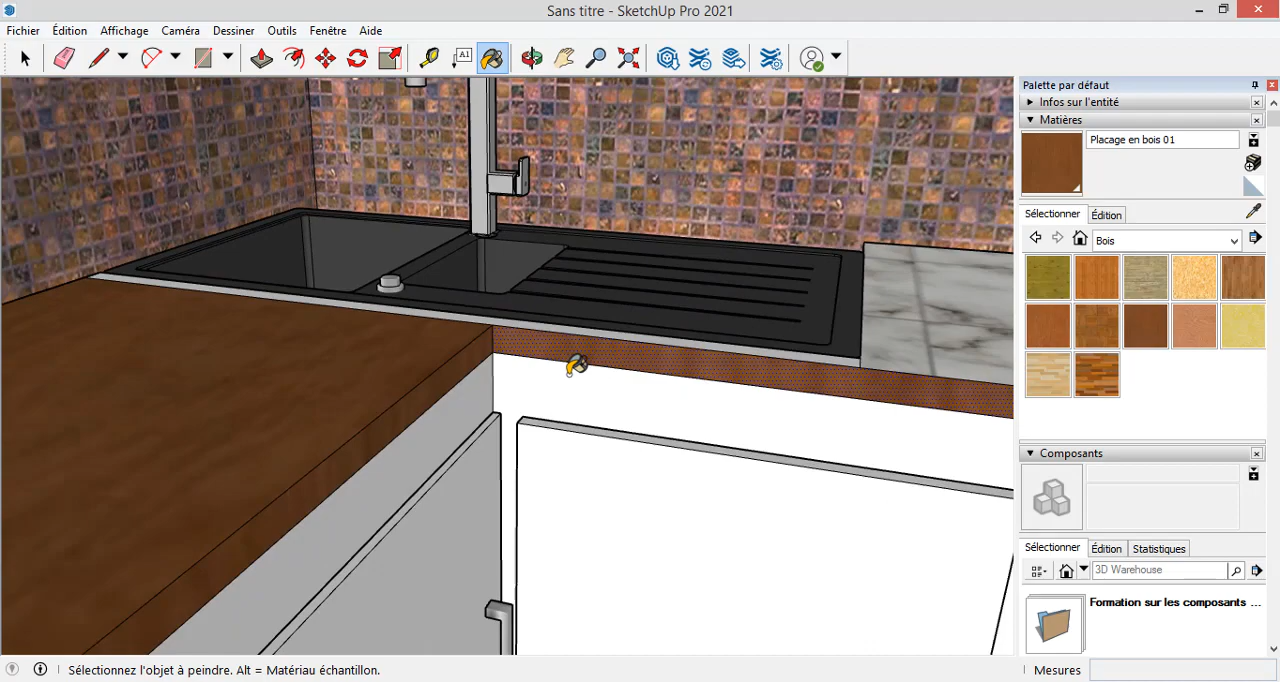 Sans titre - SketchUp Pro 2021
Fichier Édition Affichage Caméra Dessiner Outils Fenêtre Aide
A1
Palette par défaut
Infos sur l'entité
Matières
Placage en bois 01
Sélectionner Édition
Bois
Composants
Sélectionner Édition Statistiques
3D Warehouse
Formation sur les composants ...
Sélectionnez l'objet à peindre. Alt = Matériau échantillon.
Mesures